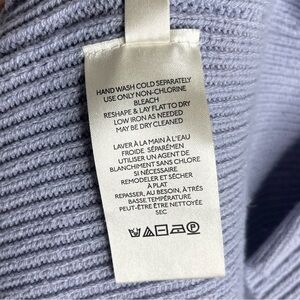 HAND WASH COLD SEPARATELY
USE ONLY NON-CHLORINE
BLEACH
RESHAPE & LAY FLAT TO DRY
LOW IRON AS NEEDED
MAY BE DRY CLEANED
LAVER À LA MAIN À L'EAU
FROIDE SÉPARÉMEN
UTILISER UN AGENT DE
BLANCHIMENT SANS CHLORE
SI NÉCESSAIRE
REMODELER ET SÉCHER
À PLAT
REPASSER, AU BESOIN, À TRÈS
BASSE TEMPÉRATURE
PEUT-ÊTRE ÊTRE NETTOYÉE
SEC
P